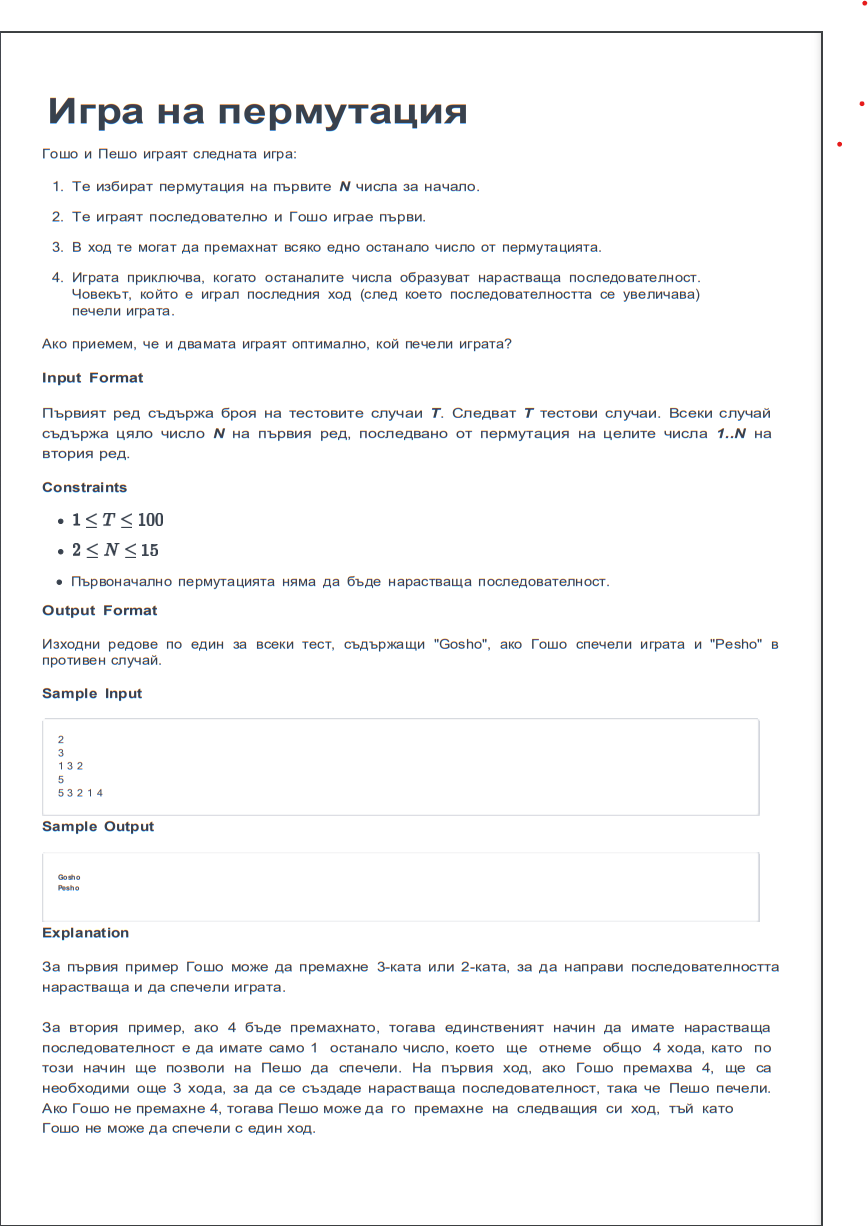 Игра на пермутация
Гошо и Пешо играят следната игра:
1. Те избират пермутация на първите N числа за начало.
2. Те играят последователно и Гошо играе първи.
3. В ход те могат да премахнат всяко едно останало число от пермутацията.
4. Играта приключва, когато останалите числа образуват нарастваща последователност.
Човекът, който е играл последния ход (след което последователността се увеличава)
печели играта.
Ако приемем, че и двамата играят оптимално, кой печели играта?
Input Format
Първият ред съдържа броя на тестовите случаи T. Следват T тестови случаи. Всеки случай
съдържа цяло число N на първия ред, последвано от пермутация на целите числа 1..N на
втория ред.
Constraints
• 1 ≤ T ≤ 100
• 2 ≤ N ≤ 15
• Първоначално пермутацията няма да бъде нарастваща последователност.
Output Format
Изходни редове по един за всеки тест, съдържащи "Gosho", ако Гошо спечели играта и "Pesho" в
противен случай.
Sample Input
2
3
1 3 2
5
5 3 2 1 4
Sample Output
Gosho
Pesho
Explanation
За първия пример Гошо може да премахне 3-ката или 2-ката, за да направи последователността
нарастваща и да спечели играта.
За втория пример, ако 4 бъде премахнато, тогава единственият начин да имате нарастваща
последователност е да имате само 1 останало число, което ще отнеме общо 4 хода, като по
този начин ще позволи на Пешо да спечели. На първия ход, ако Гошо премахва 4, ще са
необходими още 3 хода, за да се създаде нарастваща последователност, така че Пешо печели.
Ако Гошо не премахне 4, тогава Пешо може да го премахне на следващия си ход, тъй като
Гошо не може да спечели с един ход.